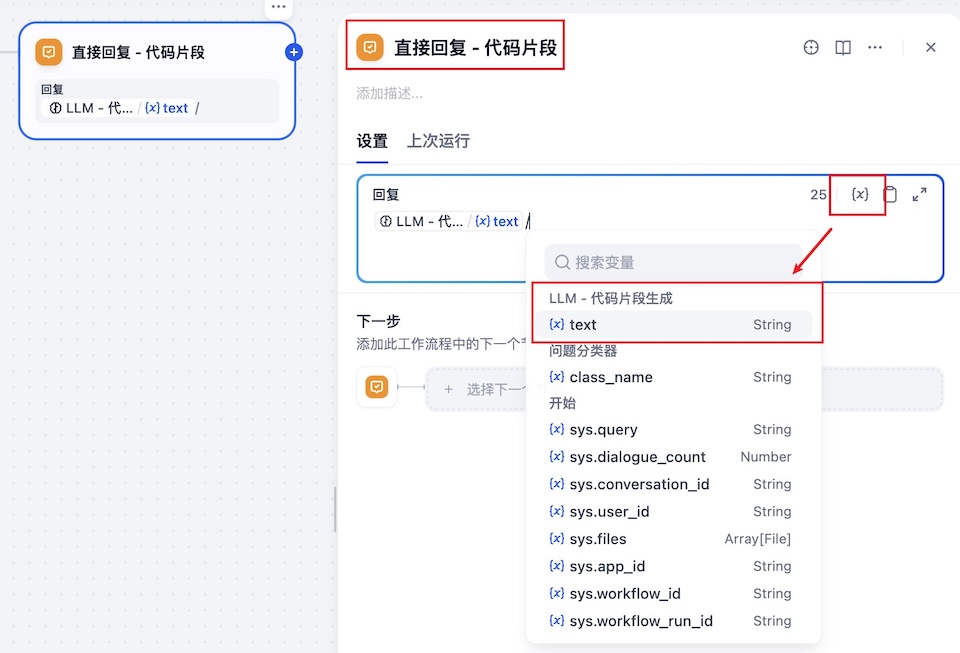 直接回复 - 代码片段
回复
LLM - 代... / {x} text /
直接回复 - 代码片段
添加描述...
设置 上次运行
回复 25 {x}
LLM - 代... / {x} text /
搜索变量
LLM - 代码片段生成
{x} text String
问题分类器
{x} class_name String
开始
{x} sys.query String
{x} sys.dialogue_count Number
{x} sys.conversation_id String
{x} sys.user_id String
{x} sys.files Array[File]
{x} sys.app_id String
{x} sys.workflow_id String
{x} sys.workflow_run_id String
下一步
添加此工作流程中的下一个
+ 选择下一